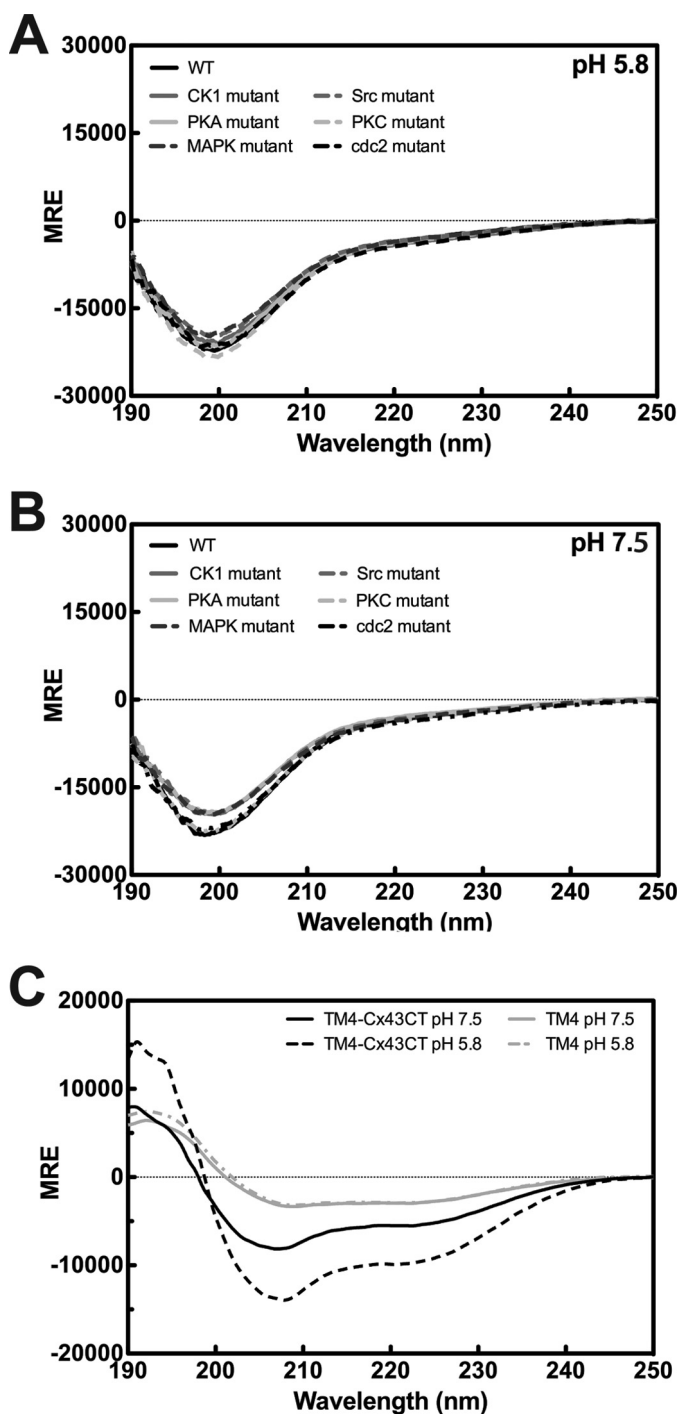 A
30000
pH 5.8
WT
CK1 mutant
Src mutant
PKA mutant
PKC mutant
MAPK mutant
cdc2 mutant
15000
0
-15000
-30000
MRE
190 200 210 220 230 240 250
Wavelength (nm)
B
30000
pH 7.5
WT
CK1 mutant
Src mutant
PKA mutant
PKC mutant
MAPK mutant
cdc2 mutant
15000
0
-15000
-30000
MRE
190 200 210 220 230 240 250
Wavelength (nm)
C
20000
TM4-Cx43CT pH 7.5
TM4 pH 7.5
TM4-Cx43CT pH 5.8
TM4 pH 5.8
10000
0
-10000
-20000
MRE
190 200 210 220 230 240 250
Wavelength (nm)